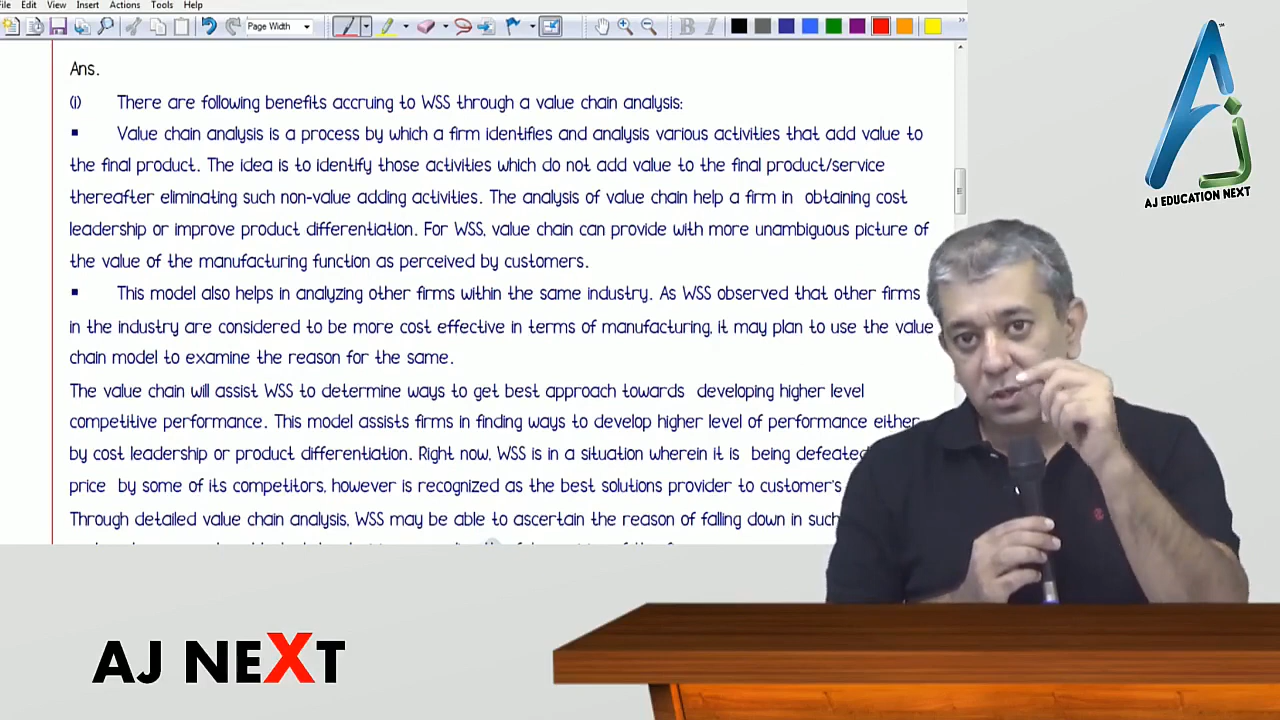 File Edit View Insert Actions Tools Help
Page Width
Ans.
(i) There are following benefits accruing to WSS through a value chain analysis:
▪ Value chain analysis is a process by which a firm identifies and analysis various activities that add value to
the final product. The idea is to identify those activities which do not add value to the final product/service
thereafter eliminating such non-value adding activities. The analysis of value chain help a firm in obtaining cost
leadership or improve product differentiation. For WSS, value chain can provide with more unambiguous picture of
the value of the manufacturing function as perceived by customers.
▪ This model also helps in analyzing other firms within the same industry. As WSS observed that other firms
in the industry are considered to be more cost effective in terms of manufacturing, it may plan to use the value
chain model to examine the reason for the same.
The value chain will assist WSS to determine ways to get best approach towards developing higher level
competitive performance. This model assists firms in finding ways to develop higher level of performance either
by cost leadership or product differentiation. Right now, WSS is in a situation wherein it is being defeated
price by some of its competitors, however is recognized as the best solutions provider to customer's
Through detailed value chain analysis, WSS may be able to ascertain the reason of falling down in such
AJ EDUCATION NEXT
AJ NEXT